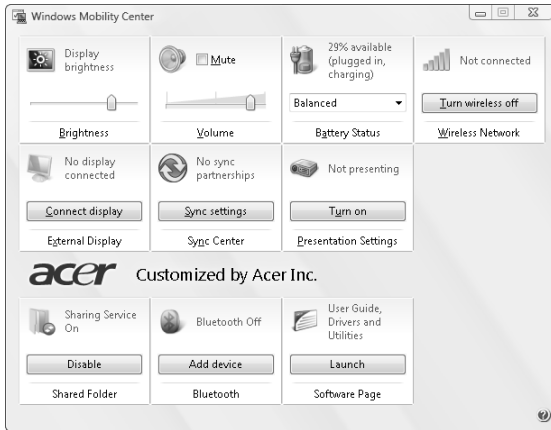 Windows Mobility Center
Display
brightness
Brightness
Mute
Volume
29% available
(plugged in,
charging)
Balanced
Battery Status
Not connected
Turn wireless off
Wireless Network
No display
connected
Connect display
External Display
No sync
partnerships
Sync settings
Sync Center
Not presenting
Turn on
Presentation Settings
acer Customized by Acer Inc.
Sharing Service
On
Disable
Shared Folder
Bluetooth Off
Add device
Bluetooth
User Guide,
Drivers and
Utilities
Launch
Software Page
?